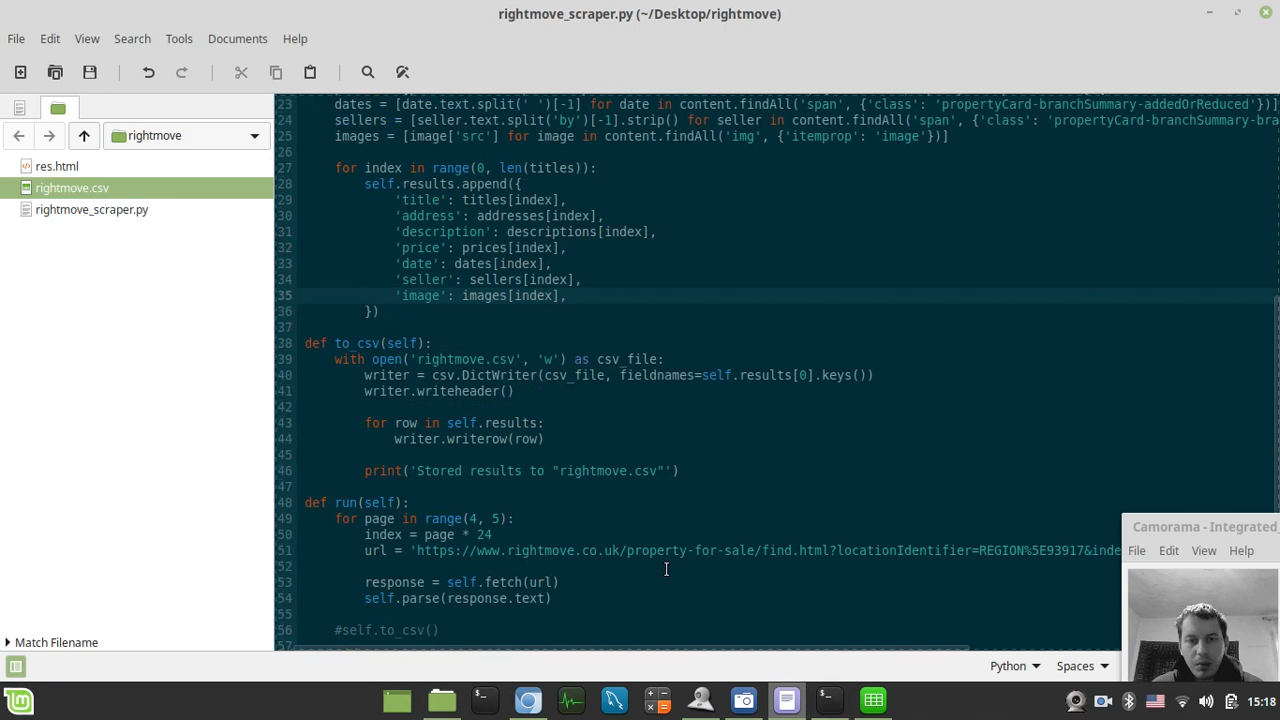 rightmove_scraper.py (~/Desktop/rightmove)
File Edit View Search Tools Documents Help
rightmove
res.html
rightmove.csv
rightmove_scraper.py
Match Filename
23 dates = [date.text.split(' ')[-1] for date in content.findAll('span', {'class': 'propertyCard-branchSummary-addedOrReduced'})]
24 sellers = [seller.text.split('by')[-1].strip() for seller in content.findAll('span', {'class': 'propertyCard-branchSummary-bra
25 images = [image['src'] for image in content.findAll('img', {'itemprop': 'image'})]
26
27 for index in range(0, len(titles)):
28 self.results.append({
29 'title': titles[index],
30 'address': addresses[index],
31 'description': descriptions[index],
32 'price': prices[index],
33 'date': dates[index],
34 'seller': sellers[index],
35 'image': images[index],
36 })
37
38 def to_csv(self):
39 with open('rightmove.csv', 'w') as csv_file:
40 writer = csv.DictWriter(csv_file, fieldnames=self.results[0].keys())
41 writer.writeheader()
42
43 for row in self.results:
44 writer.writerow(row)
45
46 print('Stored results to "rightmove.csv"')
47
48 def run(self):
49 for page in range(4, 5):
50 index = page * 24
51 url = 'https://www.rightmove.co.uk/property-for-sale/find.html?locationIdentifier=REGION%5E93917&inde
52
53 response = self.fetch(url)
54 self.parse(response.text)
55
56 #self.to_csv()
57
Camorama - Integrated_
File Edit View Help
Python Spaces
15:18